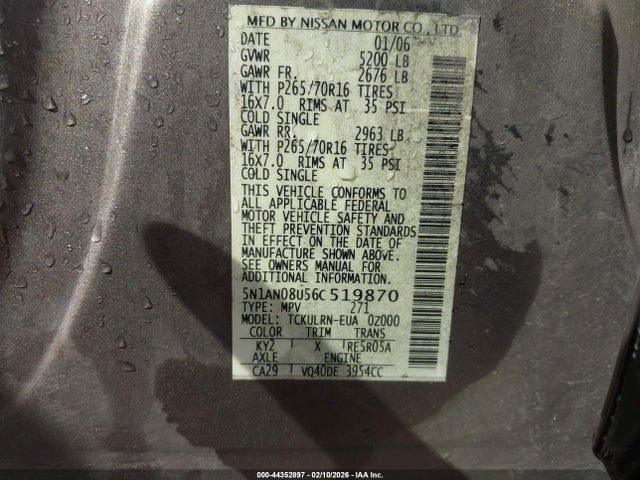 MFD BY NISSAN MOTOR CO., LTD.
DATE 01/06
GVWR 5200 LB
GAWR FR. 2676 LB
WITH P265/70R16 TIRES
16X7.0 RIMS AT 35 PSI
COLD SINGLE
GAWR RR. 2963 LB
WITH P265/70R16 TIRES
16X7.0 RIMS AT 35 PSI
COLD SINGLE
THIS VEHICLE CONFORMS TO
ALL APPLICABLE FEDERAL
MOTOR VEHICLE SAFETY AND
THEFT PREVENTION STANDARDS
IN EFFECT ON THE DATE OF
MANUFACTURE SHOWN ABOVE.
SEE OWNERS MANUAL FOR
ADDITIONAL INFORMATION.
5N1AN08U56C519870
TYPE: MPV 271
MODEL: TCKULRN-EUA 0Z000
COLOR TRIM TRANS
KY2 X RE5R05A
AXLE ENGINE
CA29 VQ40DE 3954CC
000-44352897 - 02/10/2026 - IAA Inc.